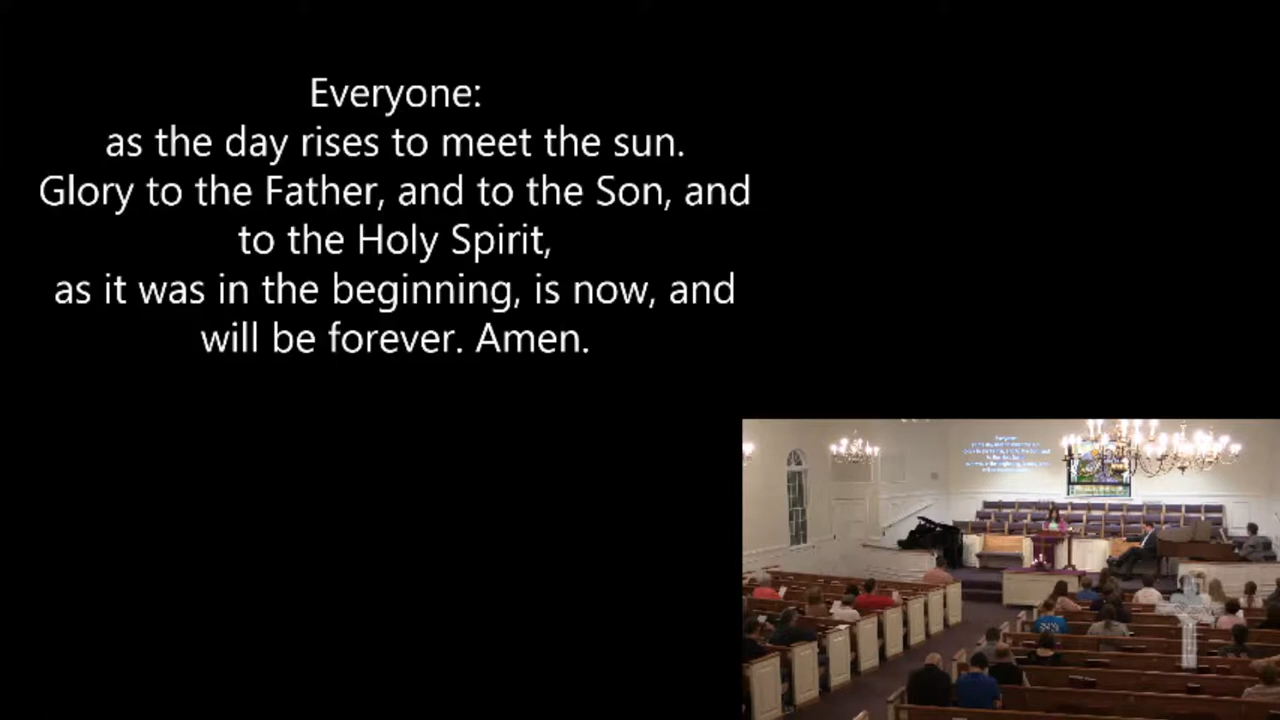 Everyone:
as the day rises to meet the sun.
Glory to the Father, and to the Son, and
to the Holy Spirit,
as it was in the beginning, is now, and
will be forever. Amen.